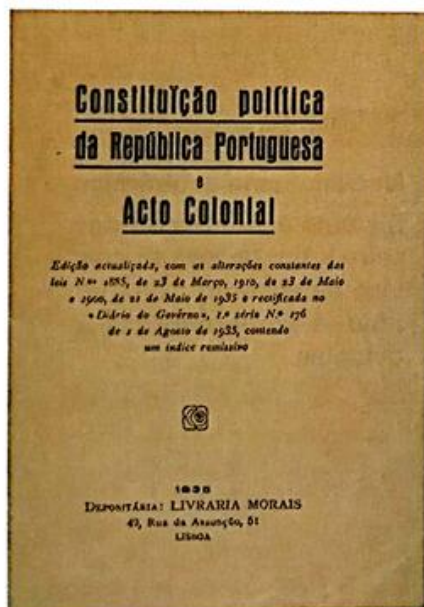 Constituïção política
da República Portuguesa
e
Acto Colonial
Edição actualizada, com as alterações constantes das
leis N.os 1885, de 23 de Março, 1910, de 23 de Maio
e 1900, de 21 de Maio de 1935 e rectificada no
«Diário do Govêrno», 1.ª série N.º 176
de 1 de Agosto de 1935, contendo
um índice remissivo
DEPOSITÁRIA: LIVRARIA MORAIS
49, Rua da Assunção, 51
LISBOA